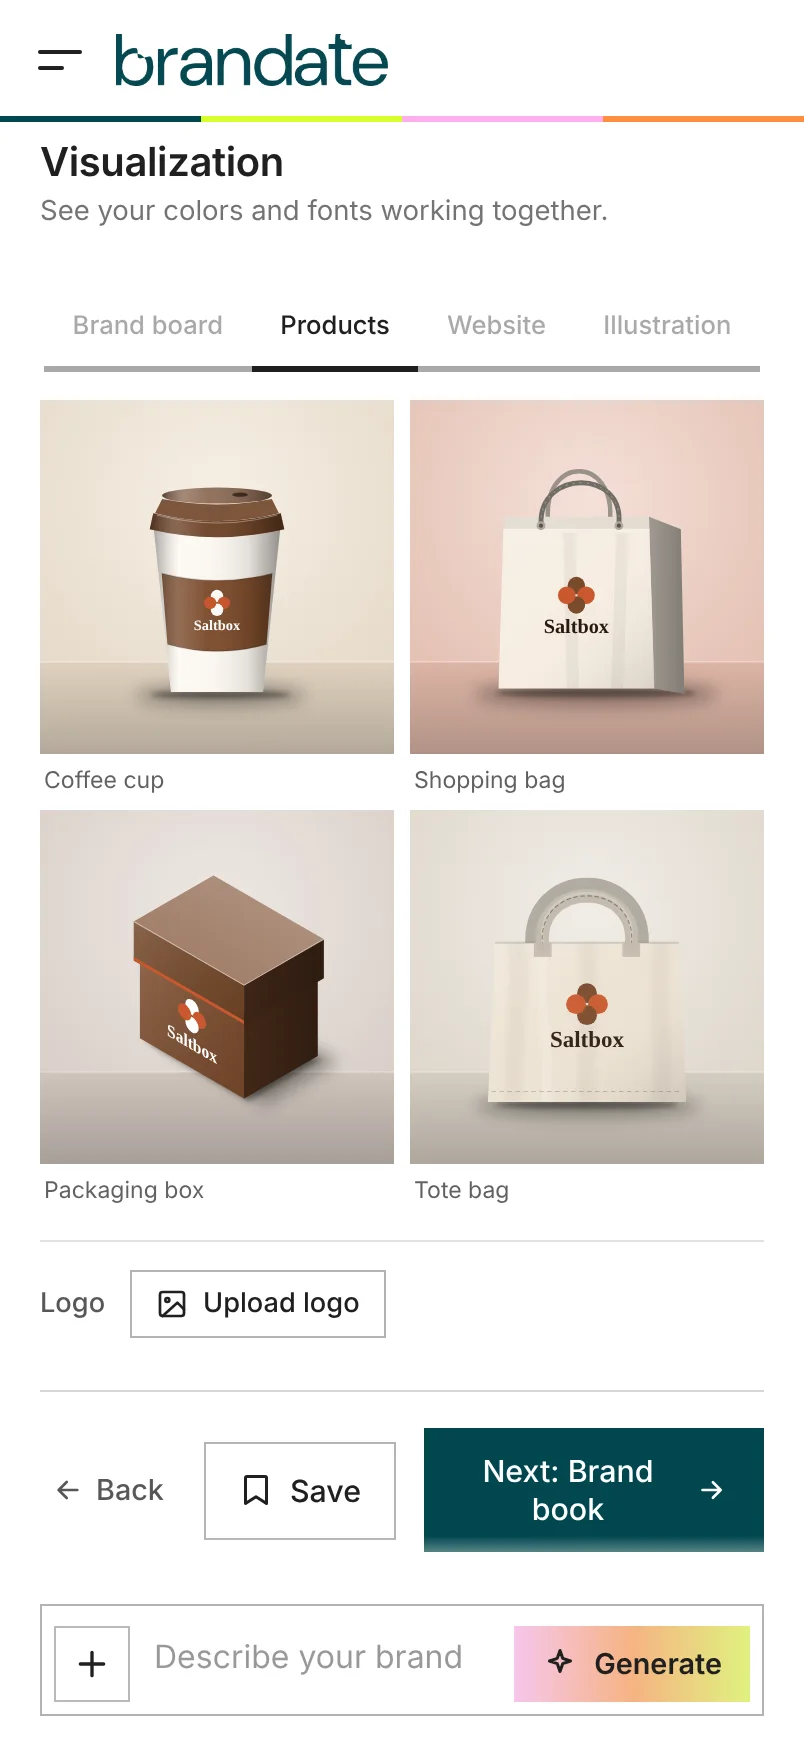 brandate
Visualization
See your colors and fonts working together.
Brand board Products Website Illustration
Saltbox
Saltbox
Coffee cup
Shopping bag
Saltbox
Saltbox
Packaging box
Tote bag
Logo
Upload logo
Back
Save
Next: Brand
book
Describe your brand
Generate